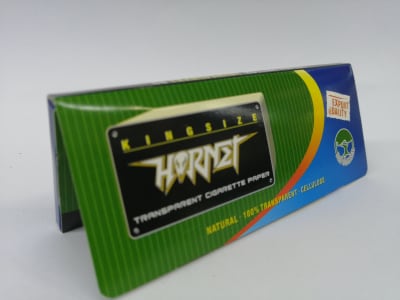 KINGSIZE
HORNET
TRANSPARENT CIGARETTE PAPER
NATURAL · 100% TRANSPARENT · CELLULOSE
EXPORT
QUALITY